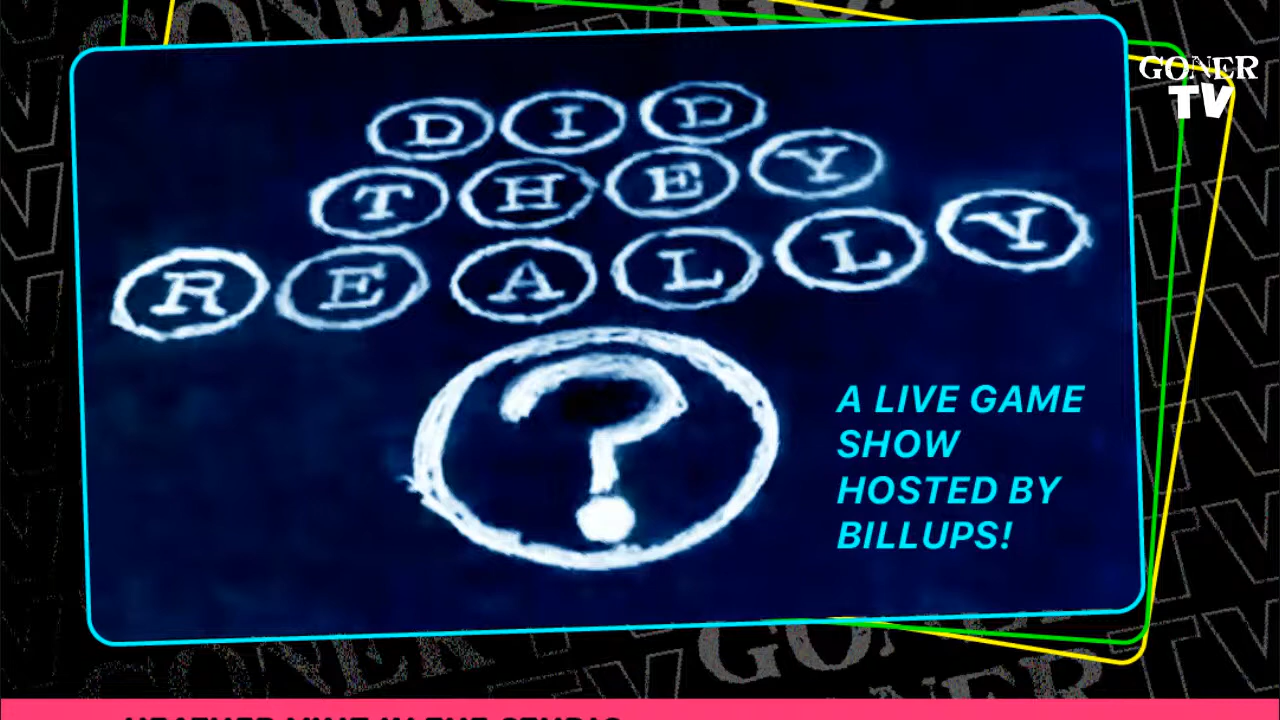 DID
THEY
REALLY
?
A LIVE GAME
SHOW
HOSTED BY
BILLUPS!
GONER
TV